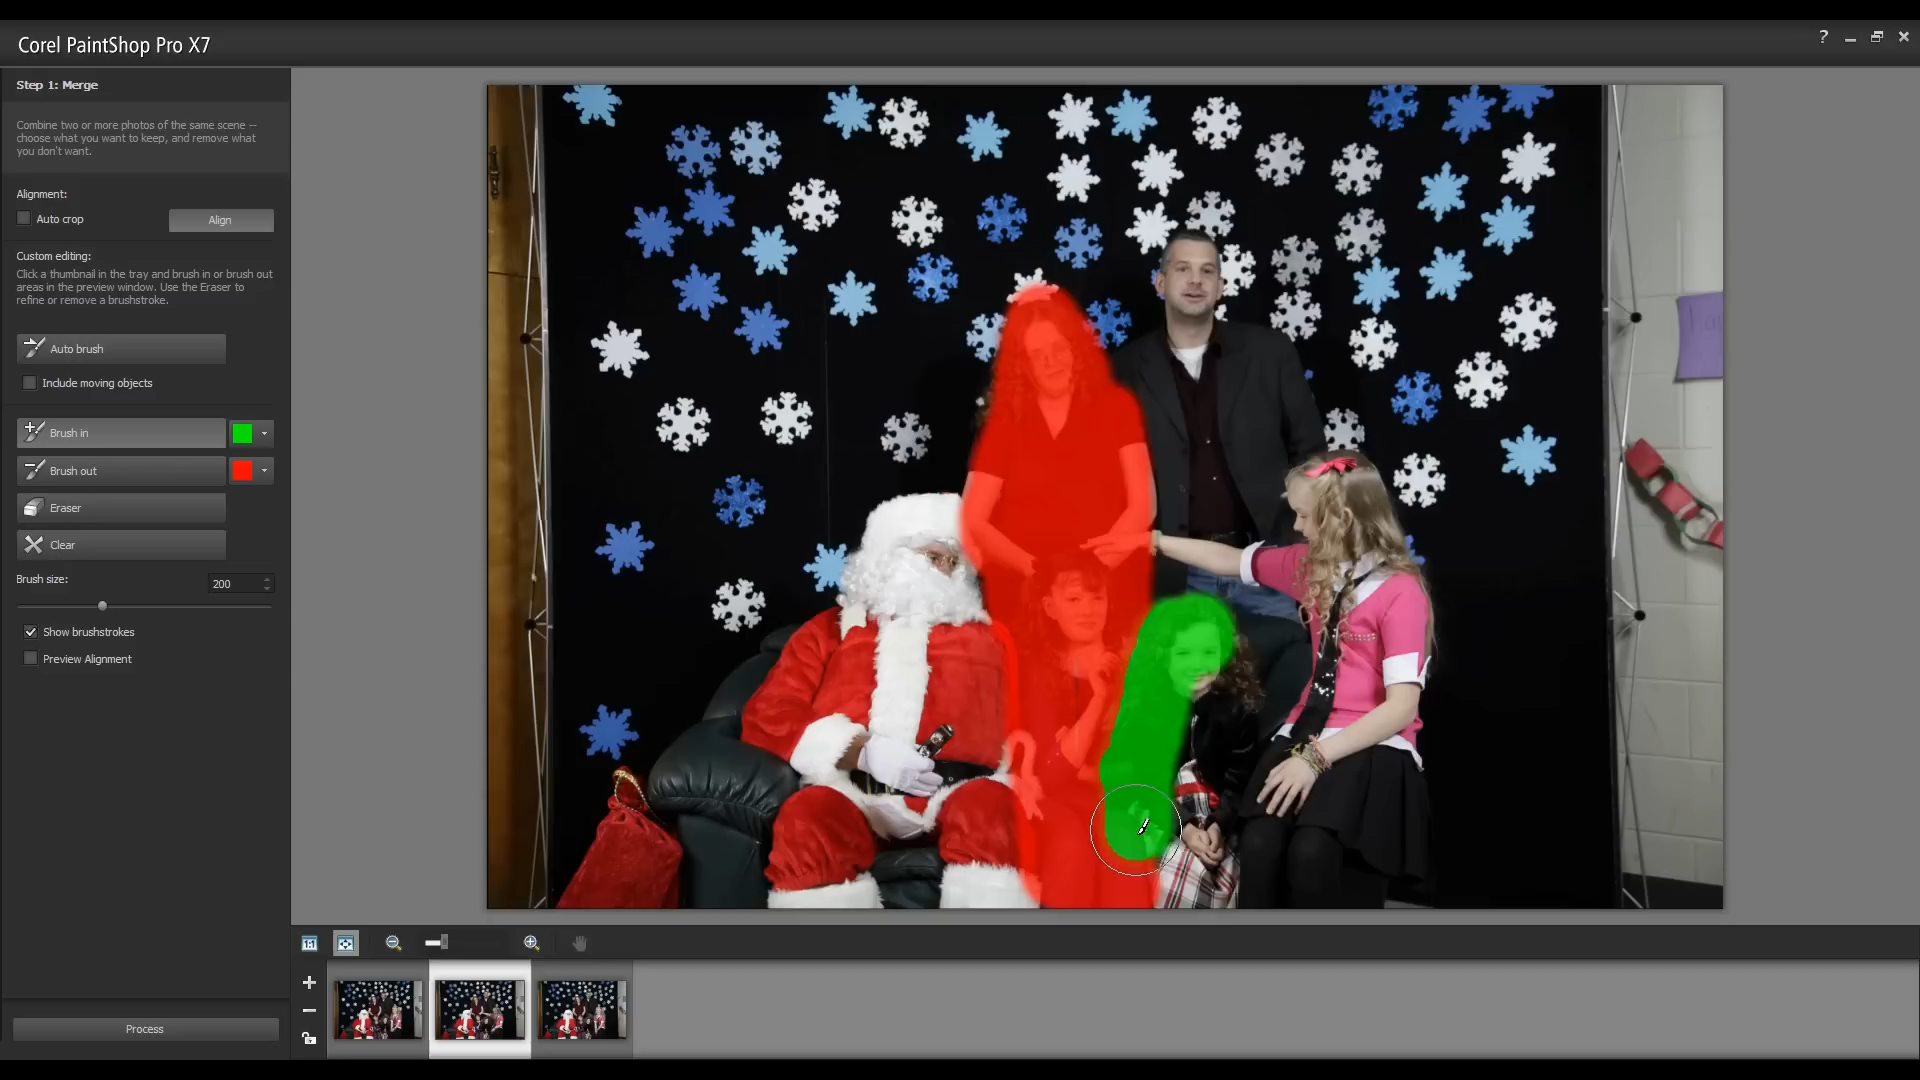 Corel PaintShop Pro X7
?
Step 1: Merge
Combine two or more photos of the same scene --
choose what you want to keep, and remove what
you don't want.
Alignment:
Auto crop
Align
Custom editing:
Click a thumbnail in the tray and brush in or brush out
areas in the preview window. Use the Eraser to
refine or remove a brushstroke.
Auto brush
Include moving objects
Brush in
Brush out
Eraser
Clear
Brush size:
200
Show brushstrokes
Preview Alignment
1:1
Process